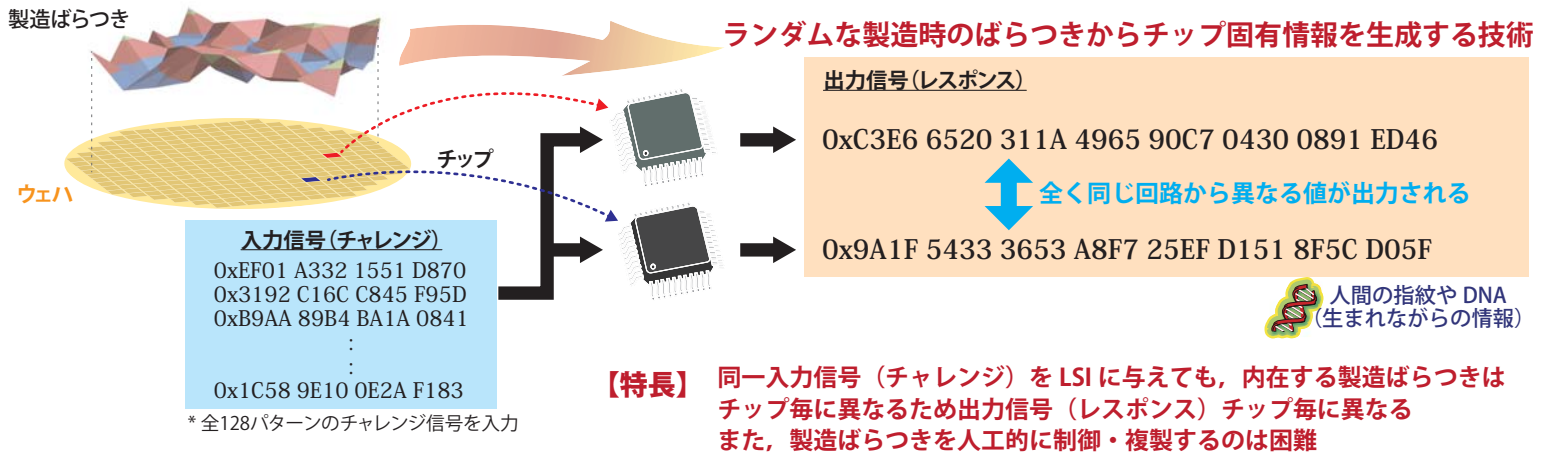 製造ばらつき
ランダムな製造時のばらつきからチップ固有情報を生成する技術
ウェハ
チップ
入力信号（チャレンジ）
0xEF01 A332 1551 D870
0x3192 C16C C845 F95D
0xB9AA 89B4 BA1A 0841
:
:
0x1C58 9E10 0E2A F183
* 全128パターンのチャレンジ信号を入力
出力信号（レスポンス）
0xC3E6 6520 311A 4965 90C7 0430 0891 ED46
全く同じ回路から異なる値が出力される
0x9A1F 5433 3653 A8F7 25EF D151 8F5C D05F
人間の指紋や DNA
（生まれながらの情報）
【特長】 同一入力信号（チャレンジ）を LSI に与えても，内在する製造ばらつきは
チップ毎に異なるため出力信号（レスポンス）チップ毎に異なる
また，製造ばらつきを人工的に制御・複製するのは困難